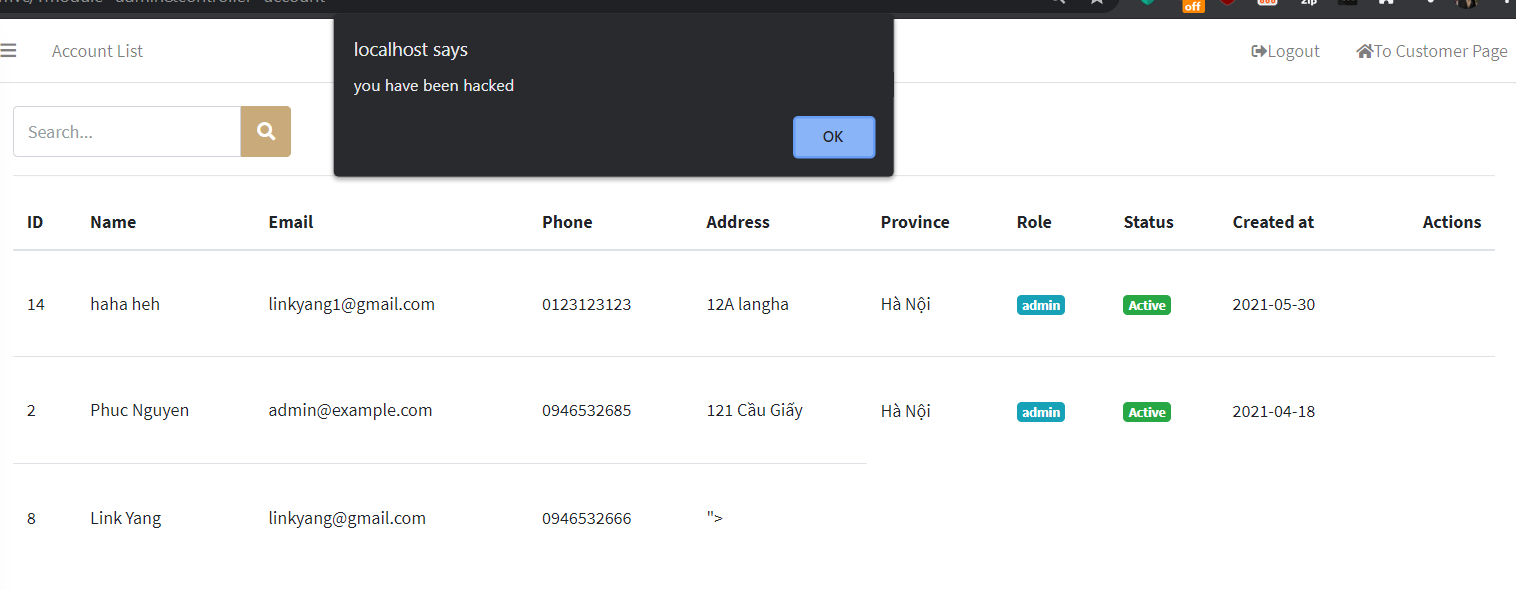 localhost says
you have been hacked
OK
Account List
Logout
To Customer Page
Search...
ID Name Email Phone Address Province Role Status Created at Actions
14 haha heh linkyang1@gmail.com 0123123123 12A langha Hà Nội admin Active 2021-05-30
2 Phuc Nguyen admin@example.com 0946532685 121 Cầu Giấy Hà Nội admin Active 2021-04-18
8 Link Yang linkyang@gmail.com 0946532666 ">
off
zip